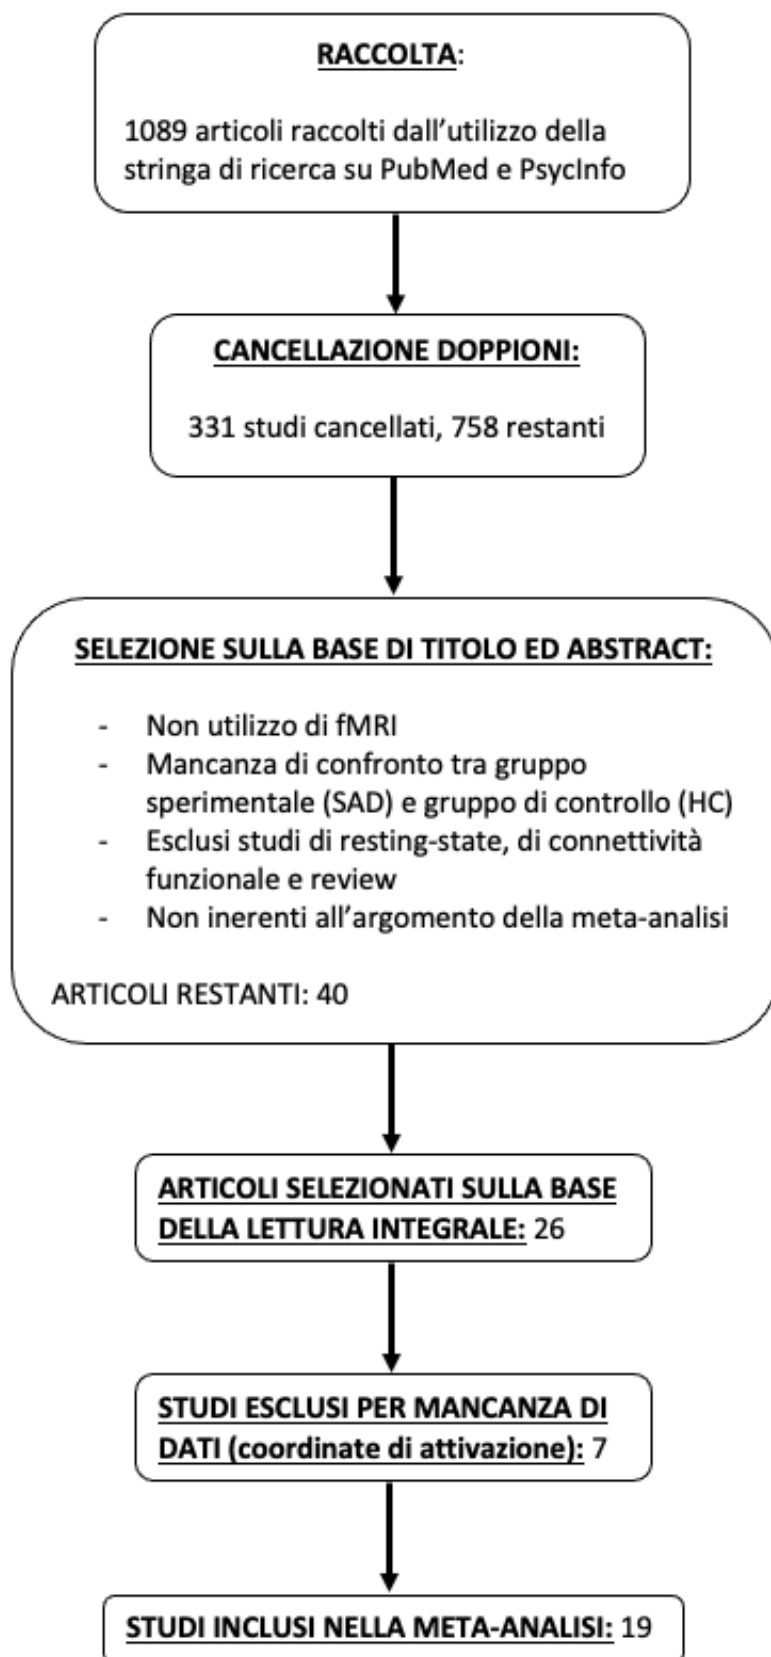 RACCOLTA:
1089 articoli raccolti dall’utilizzo della
stringa di ricerca su PubMed e PsycInfo
CANCELLAZIONE DOPPIONI:
331 studi cancellati, 758 restanti
SELEZIONE SULLA BASE DI TITOLO ED ABSTRACT:
- Non utilizzo di fMRI
- Mancanza di confronto tra gruppo
sperimentale (SAD) e gruppo di controllo (HC)
- Esclusi studi di resting-state, di connettività
funzionale e review
- Non inerenti all’argomento della meta-analisi
ARTICOLI RESTANTI: 40
ARTICOLI SELEZIONATI SULLA BASE
DELLA LETTURA INTEGRALE: 26
STUDI ESCLUSI PER MANCANZA DI
DATI (coordinate di attivazione): 7
STUDI INCLUSI NELLA META-ANALISI: 19